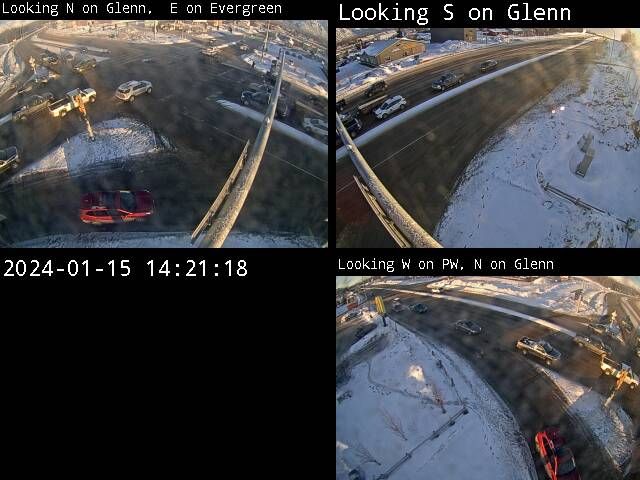 Looking N on Glenn,  E on Evergreen
Looking S on Glenn
2024-01-15 14:21:18
Looking W on PW, N on Glenn